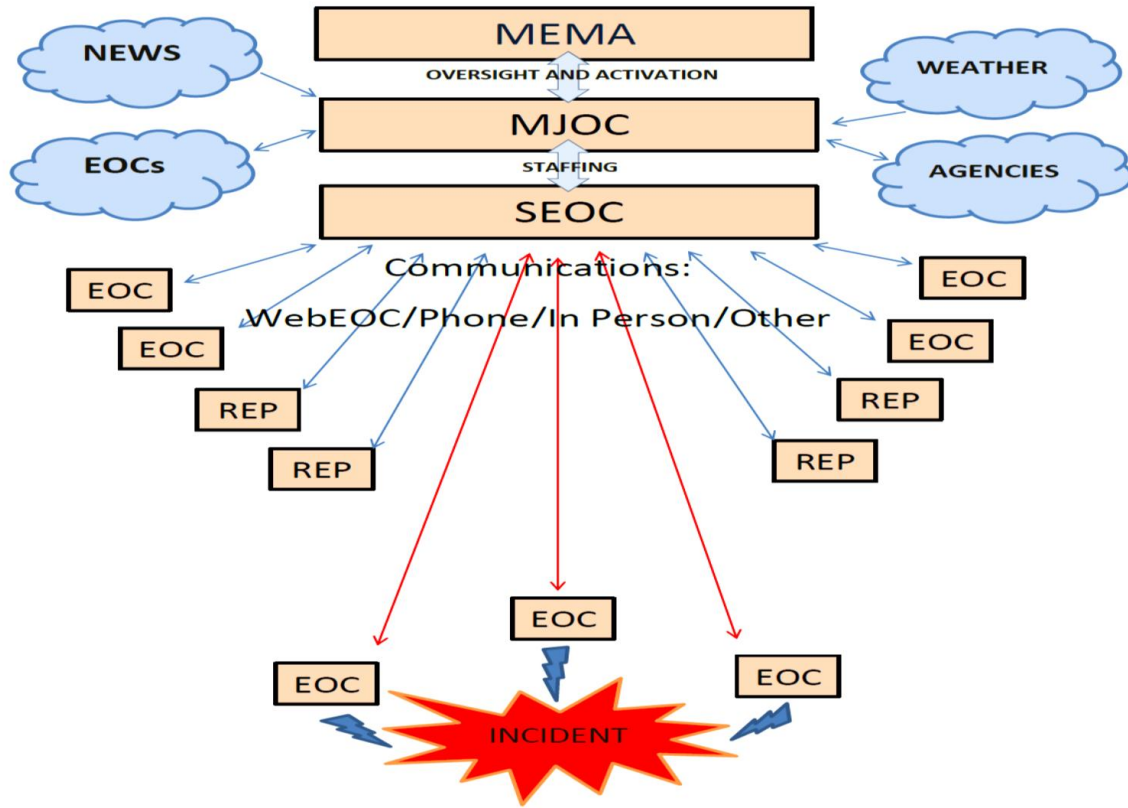 MEMA
NEWS
OVERSIGHT AND ACTIVATION
WEATHER
MJOC
EOCs
STAFFING
AGENCIES
SEOC
Communications:
EOC
EOC
WebEOC/Phone/In Person/Other
EOC
EOC
REP
REP
REP
REP
EOC
EOC
EOC
INCIDENT